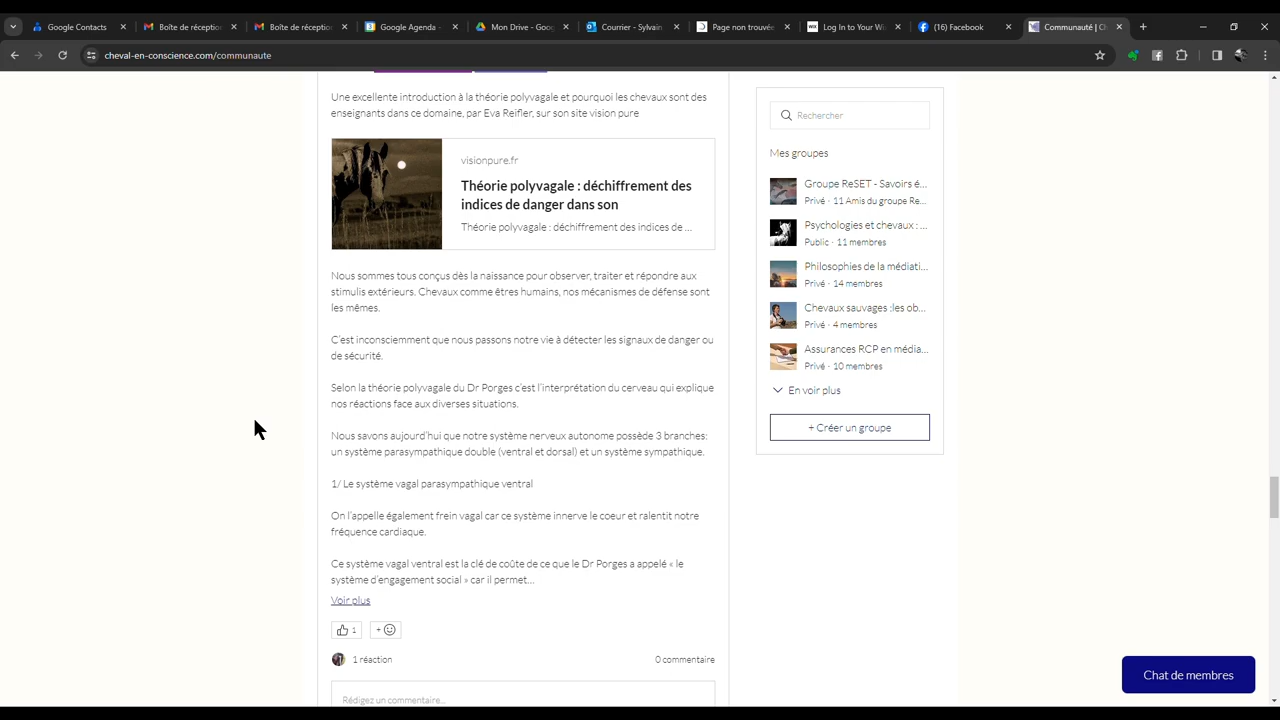 Google Contacts
Boîte de réception
Boîte de réception
Google Agenda -
Mon Drive - Goog
Courrier - Sylvain
Page non trouvée
Log In to Your Wi
(16) Facebook
Communauté | Ch
cheval-en-conscience.com/communaute
Une excellente introduction à la théorie polyvagale et pourquoi les chevaux sont des
enseignants dans ce domaine, par Eva Reifler, sur son site vision pure
visionpure.fr
Théorie polyvagale : déchiffrement des
indices de danger dans son
Théorie polyvagale : déchiffrement des indices de ...
Nous sommes tous conçus dès la naissance pour observer, traiter et répondre aux
stimulis extérieurs. Chevaux comme êtres humains, nos mécanismes de défense sont
les mêmes.
C'est inconsciemment que nous passons notre vie à détecter les signaux de danger ou
de sécurité.
Selon la théorie polyvagale du Dr Porges c'est l'interprétation du cerveau qui explique
nos réactions face aux diverses situations.
Nous savons aujourd'hui que notre système nerveux autonome possède 3 branches:
un système parasympathique double (ventral et dorsal) et un système sympathique.
1/ Le système vagal parasympathique ventral
On l'appelle également frein vagal car ce système innerve le coeur et ralentit notre
fréquence cardiaque.
Ce système vagal ventral est la clé de coûte de ce que le Dr Porges a appelé « le
système d'engagement social » car il permet...
Voir plus
1
+
1 réaction
0 commentaire
Rédigez un commentaire...
Rechercher
Mes groupes
Groupe ReSET - Savoirs é...
Privé · 11 Amis du groupe Re...
Psychologies et chevaux : ...
Public · 11 membres
Philosophies de la médiati...
Privé · 14 membres
Chevaux sauvages :les ob...
Privé · 4 membres
Assurances RCP en média...
Privé · 10 membres
En voir plus
+ Créer un groupe
Chat de membres